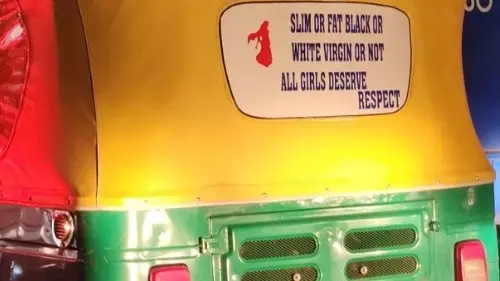 SLIM OR FAT BLACK OR
WHITE VIRGIN OR NOT
ALL GIRLS DESERVE
RESPECT